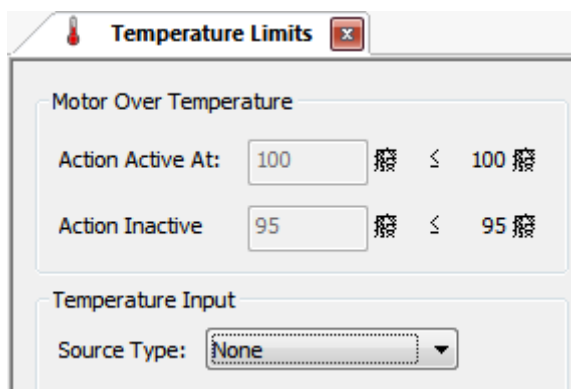 Temperature Limits
Motor Over Temperature
Action Active At: 100 癈 ≤ 100 癈
Action Inactive 95 癈 ≤ 95 癈
Temperature Input
Source Type: None